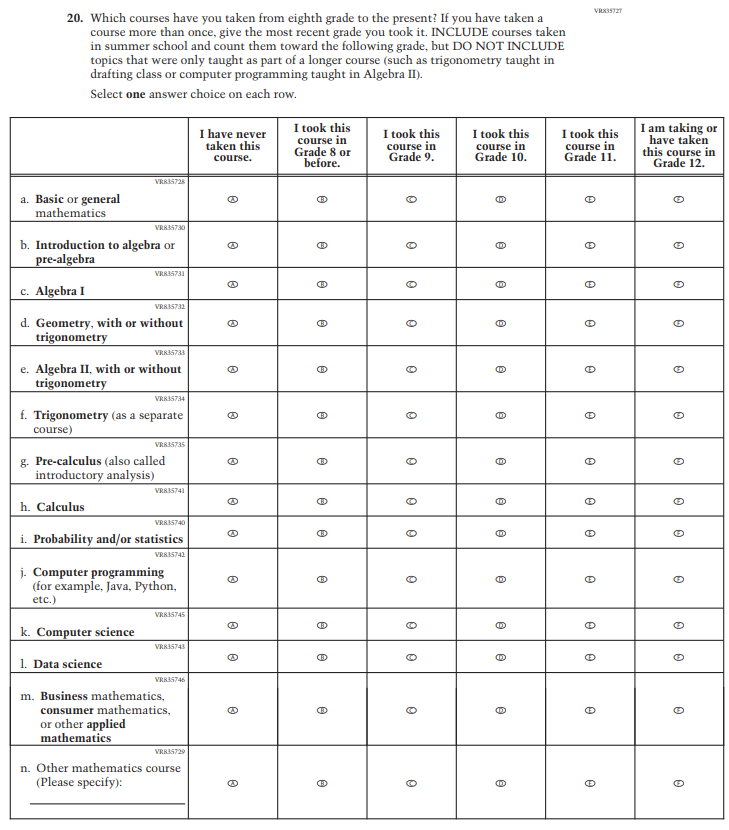 VR835727
20. Which courses have you taken from eighth grade to the present? If you have taken a
course more than once, give the most recent grade you took it. INCLUDE courses taken
in summer school and count them toward the following grade, but DO NOT INCLUDE
topics that were only taught as part of a longer course (such as trigonometry taught in
drafting class or computer programming taught in Algebra II).
Select one answer choice on each row.
I have never
taken this
course.
I took this
course in
Grade 8 or
before.
I took this
course in
Grade 9.
I took this
course in
Grade 10.
I took this
course in
Grade 11.
I am taking or
have taken
this course in
Grade 12.
VR835728
a. Basic or general
mathematics
A B C D E F
VR835730
b. Introduction to algebra or
pre-algebra
A B C D E F
VR835731
c. Algebra I
A B C D E F
VR835732
d. Geometry, with or without
trigonometry
A B C D E F
VR835733
e. Algebra II, with or without
trigonometry
A B C D E F
VR835734
f. Trigonometry (as a separate
course)
A B C D E F
VR835735
g. Pre-calculus (also called
introductory analysis)
A B C D E F
VR835741
h. Calculus
A B C D E F
VR835740
i. Probability and/or statistics
A B C D E F
VR835742
j. Computer programming
(for example, Java, Python,
etc.)
A B C D E F
VR835745
k. Computer science
A B C D E F
VR835743
l. Data science
A B C D E F
VR835746
m. Business mathematics,
consumer mathematics,
or other applied
mathematics
A B C D E F
VR835729
n. Other mathematics course
(Please specify):
A B C D E F